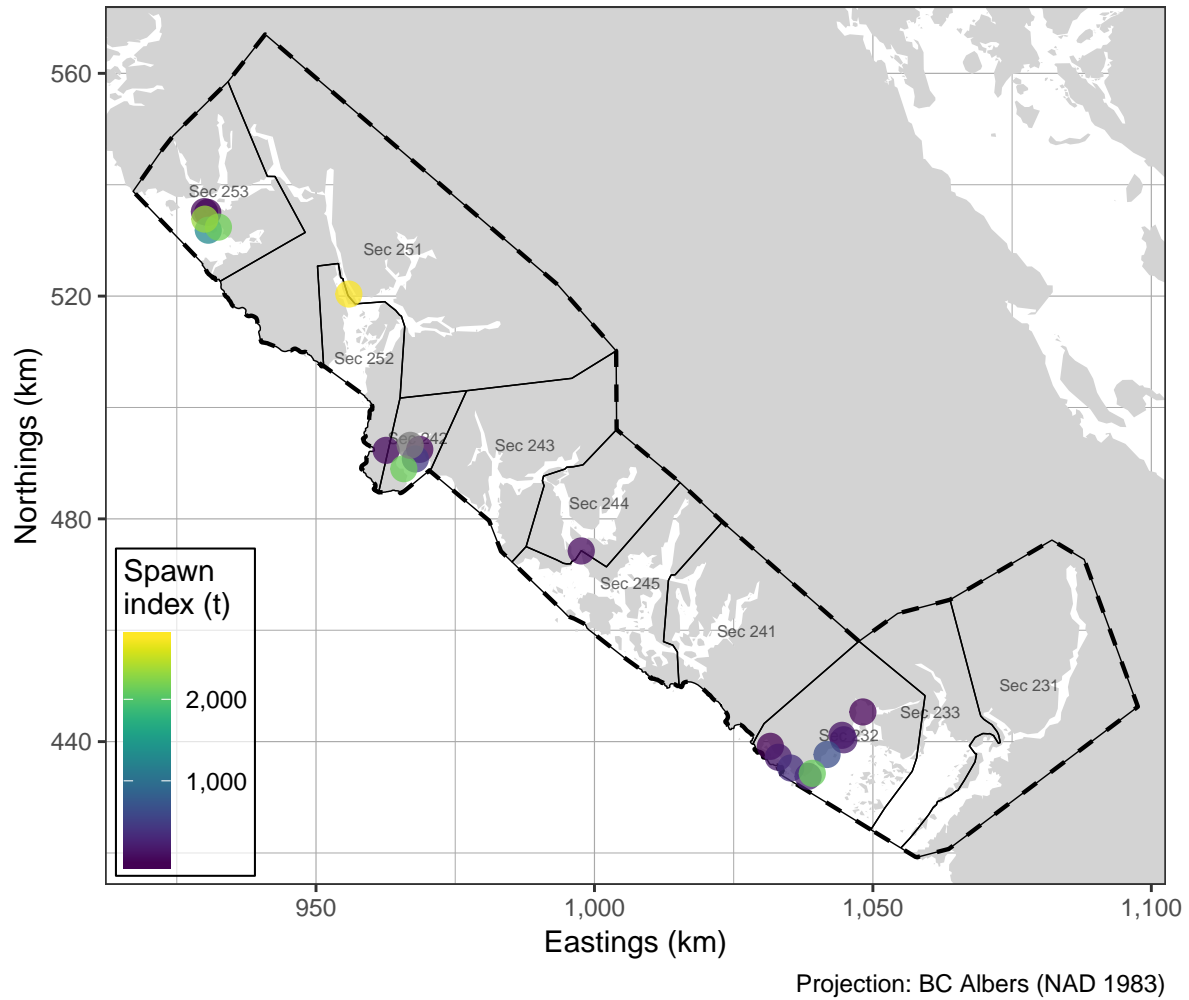 560
520
480
440
Northings (km)
Sec 253
Sec 251
Sec 252
Sec 242
Sec 243
Sec 244
Sec 245
Sec 241
Sec 231
Sec 233
Sec 232
Spawn
index (t)
2,000
1,000
950
1,000
1,050
1,100
Eastings (km)
Projection: BC Albers (NAD 1983)